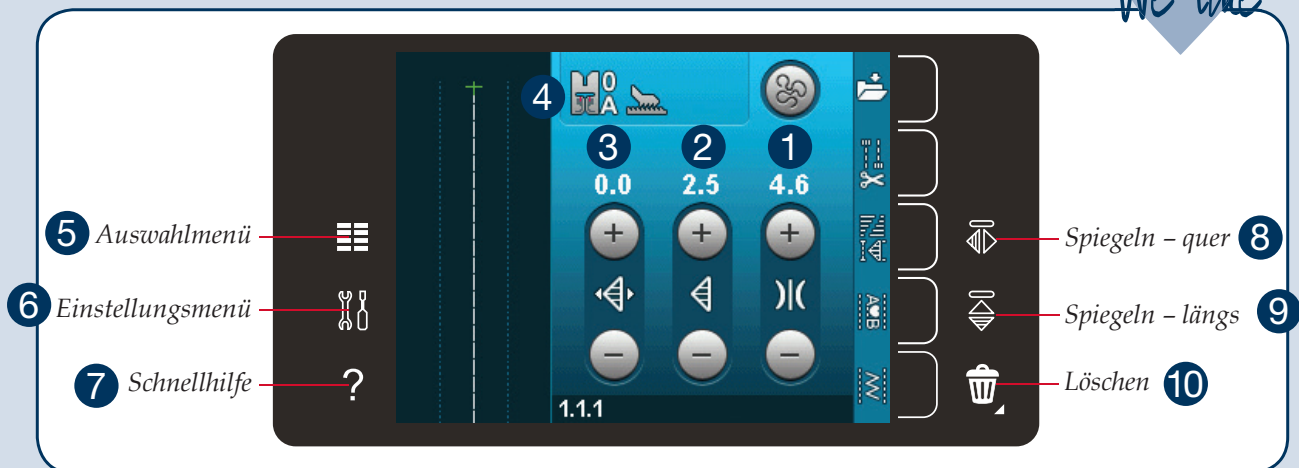 We
4
O
A
3 2 1
0.0 2.5 4.6
5 Auswahlmenü
6 Einstellungsmenü
7 Schnellhilfe
?
A♥B
1.1.1
Spiegeln – quer 8
Spiegeln – längs 9
Löschen 10